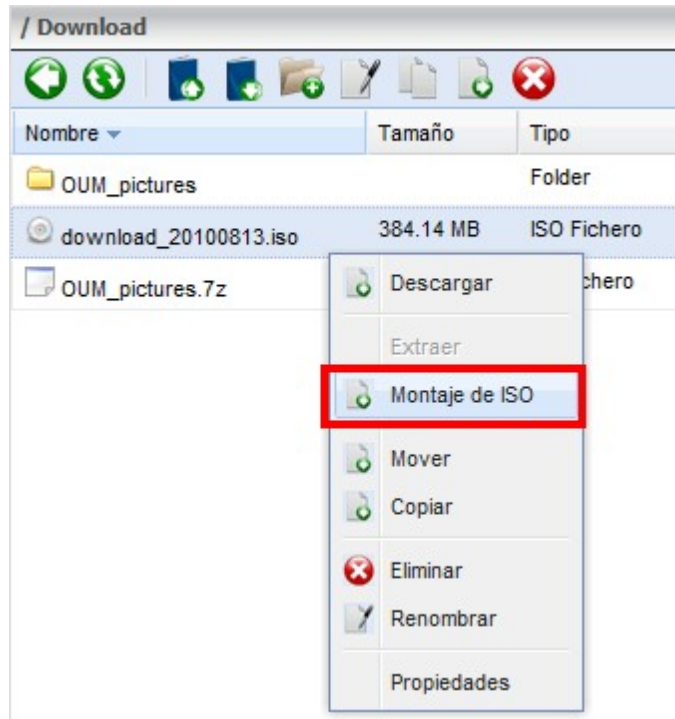 / Download
Nombre Tamaño Tipo
OUM_pictures Folder
download_20100813.iso 384.14 MB ISO Fichero
OUM_pictures.7z chero
Descargar
Extraer
Montaje de ISO
Mover
Copiar
Eliminar
Renombrar
Propiedades